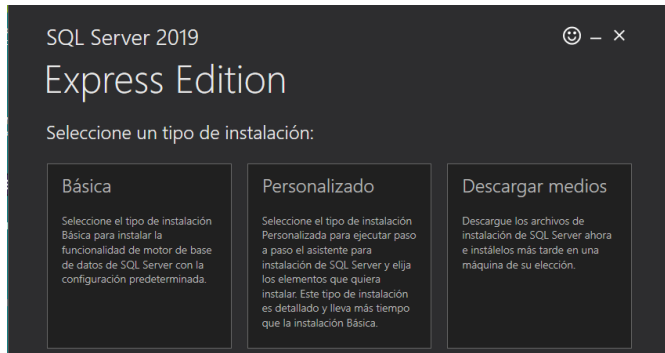 SQL Server 2019
Express Edition
Seleccione un tipo de instalación:
Básica
Seleccione el tipo de instalación
Básica para instalar la
funcionalidad de motor de base
de datos de SQL Server con la
configuración predeterminada.
Personalizado
Seleccione el tipo de instalación
Personalizada para ejecutar paso
a paso el asistente para
instalación de SQL Server y elija
los elementos que quiera
instalar. Este tipo de instalación
es detallado y lleva más tiempo
que la instalación Básica.
Descargar medios
Descargue los archivos de
instalación de SQL Server ahora
e instálelos más tarde en una
máquina de su elección.